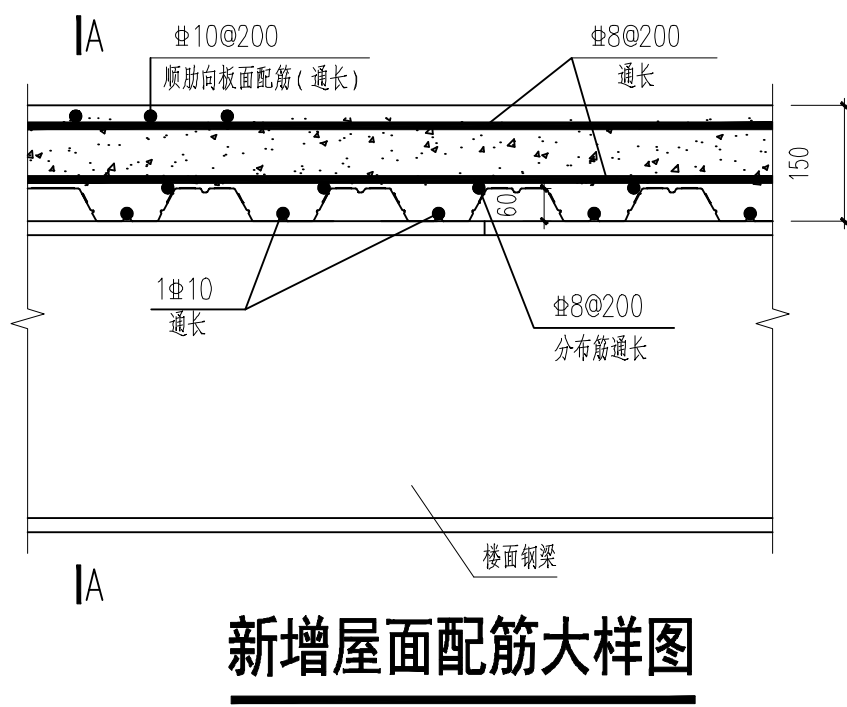 A
⌀10@200
顺肋向板面配筋(通长)
⌀8@200
通长
150
60
1⌀10
通长
⌀8@200
分布筋通长
楼面钢梁
A
新增屋面配筋大样图